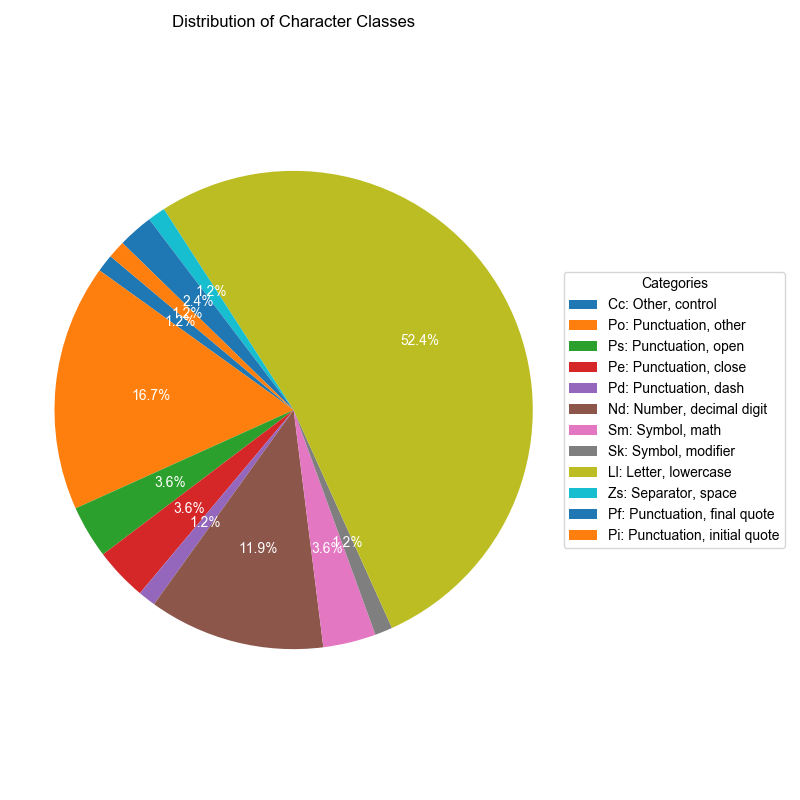 Distribution of Character Classes
1.2%
2.4%
1.2%
1.2%
52.4%
16.7%
3.6%
3.6%
1.2%
11.9%
3.6%
1.2%
Categories
Cc: Other, control
Po: Punctuation, other
Ps: Punctuation, open
Pe: Punctuation, close
Pd: Punctuation, dash
Nd: Number, decimal digit
Sm: Symbol, math
Sk: Symbol, modifier
Ll: Letter, lowercase
Zs: Separator, space
Pf: Punctuation, final quote
Pi: Punctuation, initial quote